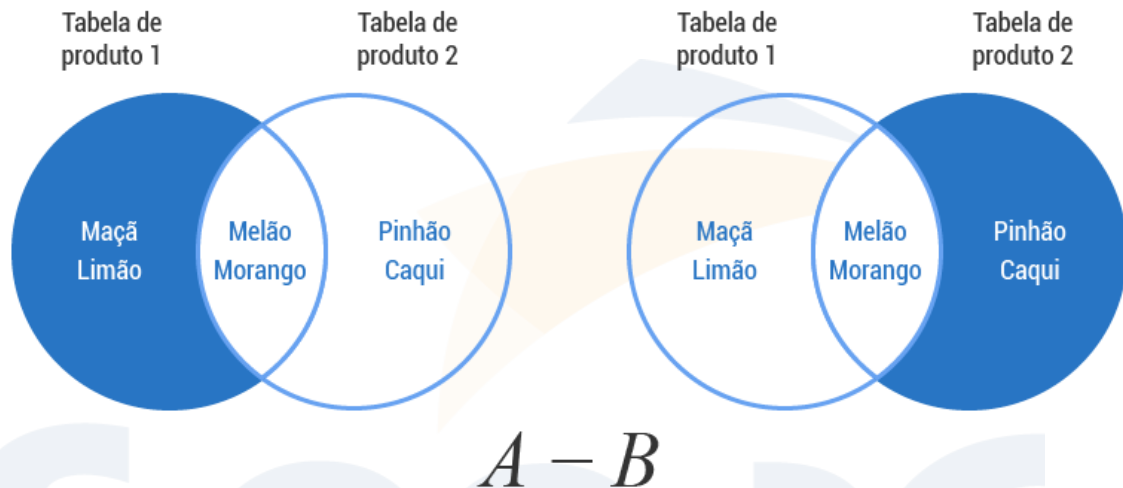 Tabela de
produto 1
Tabela de
produto 2
Tabela de
produto 1
Tabela de
produto 2
Maçã
Limão
Melão
Morango
Pinhão
Caqui
Maçã
Limão
Melão
Morango
Pinhão
Caqui
A − B